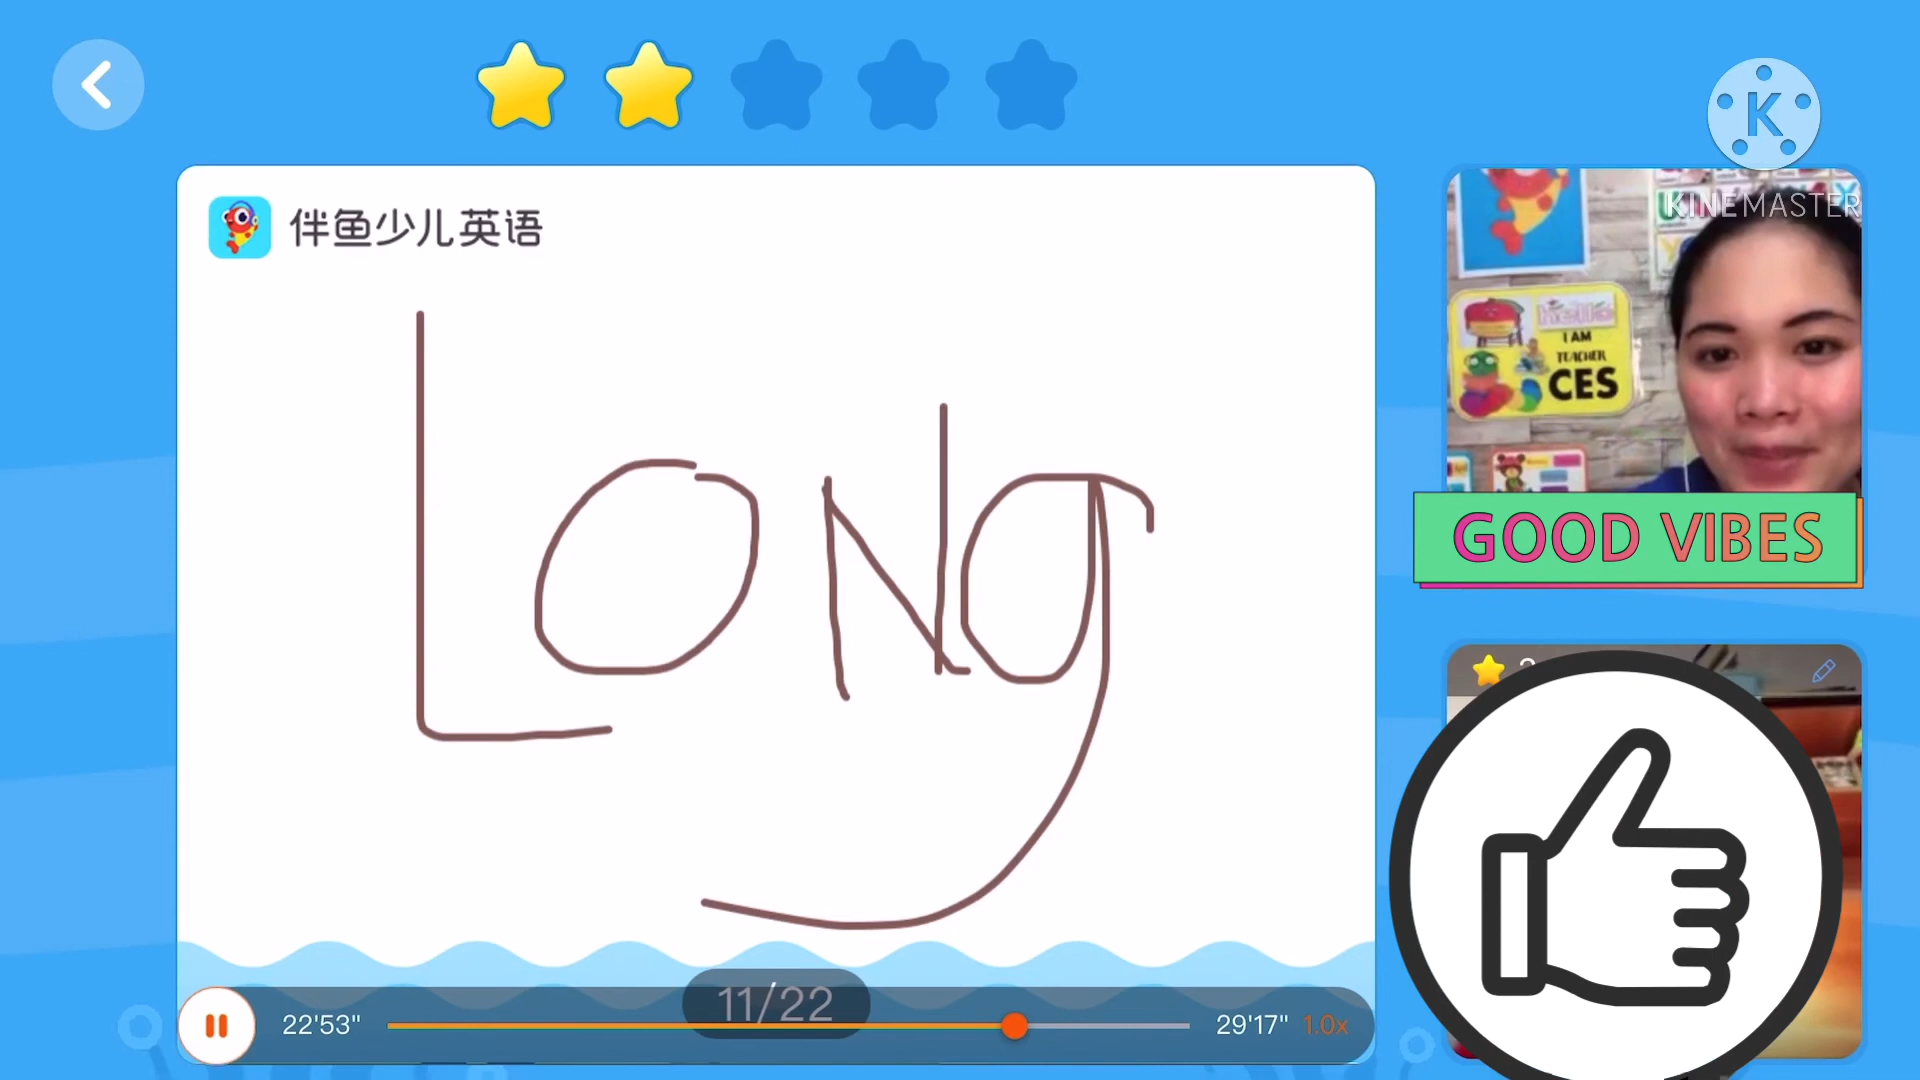 K
KINEMASTER
伴鱼少儿英语
LONg
hello
I AM
TEACHER
CES
GOOD VIBES
11/22
22'53"
29'17" 1.0x